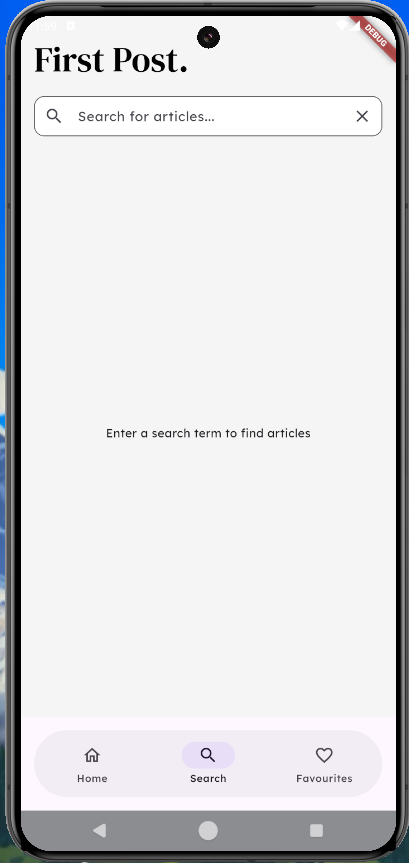 DEBUG
First Post.
Search for articles...
Enter a search term to find articles
Home
Search
Favourites